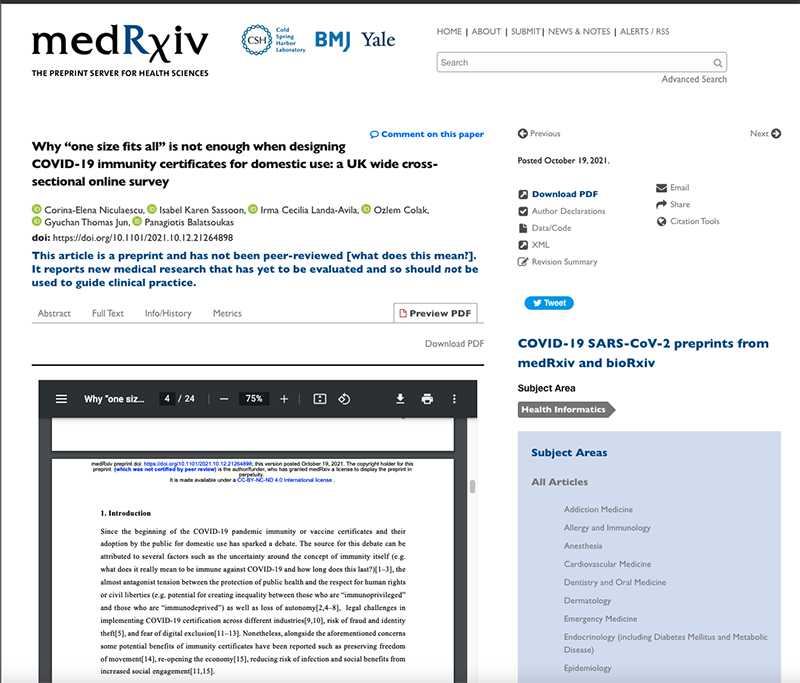 medRxiv
THE PREPRINT SERVER FOR HEALTH SCIENCES
CSH
Cold
Spring
Harbor
Laboratory
BMJ
Yale
HOME | ABOUT | SUBMIT | NEWS & NOTES | ALERTS / RSS
Search
Advanced Search
Comment on this paper
Why “one size fits all” is not enough when designing
COVID-19 immunity certificates for domestic use: a UK wide cross-
sectional online survey
iD Corina-Elena Niculaescu, iD Isabel Karen Sassoon, iD Irma Cecilia Landa-Avila, iD Ozlem Colak,
iD Gyuchan Thomas Jun, iD Panagiotis Balatsoukas
doi: https://doi.org/10.1101/2021.10.12.21264898
This article is a preprint and has not been peer-reviewed [what does this mean?].
It reports new medical research that has yet to be evaluated and so should not be
used to guide clinical practice.
Abstract Full Text Info/History Metrics Preview PDF
Download PDF
Why "one siz... 4 / 24 — 75% +
medRxiv preprint doi: https://doi.org/10.1101/2021.10.12.21264898; this version posted October 19, 2021. The copyright holder for this
preprint (which was not certified by peer review) is the author/funder, who has granted medRxiv a license to display the preprint in
perpetuity.
It is made available under a CC-BY-NC-ND 4.0 International license .
1. Introduction
Since the beginning of the COVID-19 pandemic immunity or vaccine certificates and their
adoption by the public for domestic use has sparked a debate. The source for this debate can be
attributed to several factors such as the uncertainty around the concept of immunity itself (e.g.
what does it really mean to be immune against COVID-19 and how long does this last?)[1–3], the
almost antagonist tension between the protection of public health and the respect for human rights
or civil liberties (e.g. potential for creating inequality between those who are “immunoprivileged”
and those who are “immunodeprived”) as well as loss of autonomy[2,4–8], legal challenges in
implementing COVID-19 certification across different industries[9,10], risk of fraud and identity
theft[5], and fear of digital exclusion[11–13]. Nonetheless, alongside the aforementioned concerns
some potential benefits of immunity certificates have been reported such as preserving freedom
of movement[14], re-opening the economy[15], reducing risk of infection and social benefits from
increased social engagement[11,15].
Previous
Next
Posted October 19, 2021.
Download PDF
Author Declarations
Data/Code
XML
Revision Summary
Email
Share
Citation Tools
Tweet
COVID-19 SARS-CoV-2 preprints from
medRxiv and bioRxiv
Subject Area
Health Informatics
Subject Areas
All Articles
Addiction Medicine
Allergy and Immunology
Anesthesia
Cardiovascular Medicine
Dentistry and Oral Medicine
Dermatology
Emergency Medicine
Endocrinology (including Diabetes Mellitus and Metabolic
Disease)
Epidemiology